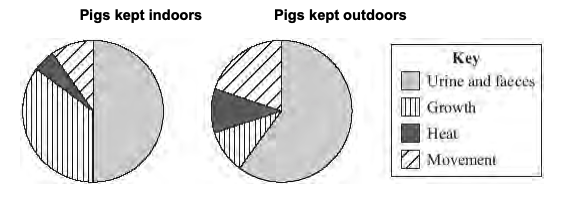 Pigs kept indoors
Pigs kept outdoors
Key
Urine and faeces
Growth
Heat
Movement